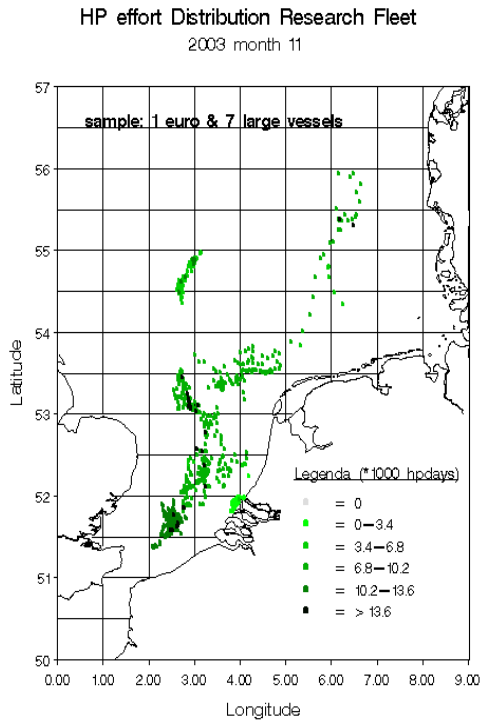 HP effort Distribution Research Fleet
2003 month 11
57
sample: 1 euro & 7 large vessels
56
55
54
Latitude
53
Legenda (*1000 hpdays)
= 0
52
= 0-3.4
= 3.4-6.8
= 6.8-10.2
51
= 10.2-13.6
= > 13.6
50
0.00 1.00 2.00 3.00 4.00 5.00 6.00 7.00 8.00 9.00
Longitude